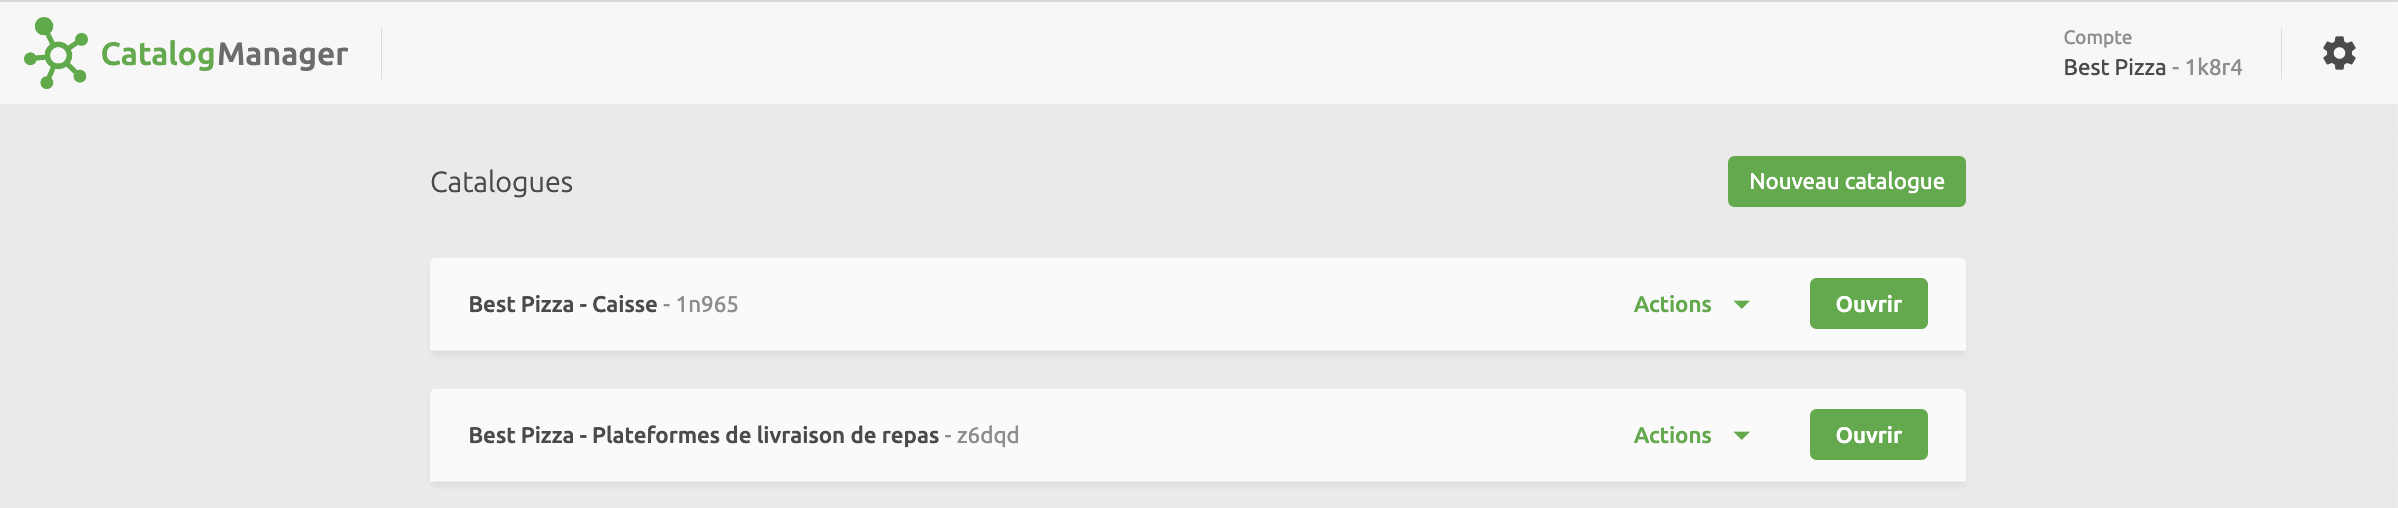 CatalogManager
Compte
Best Pizza - 1k8r4
Catalogues
Nouveau catalogue
Best Pizza - Caisse - 1n965
Actions
Ouvrir
Best Pizza - Plateformes de livraison de repas - z6dqd
Actions
Ouvrir